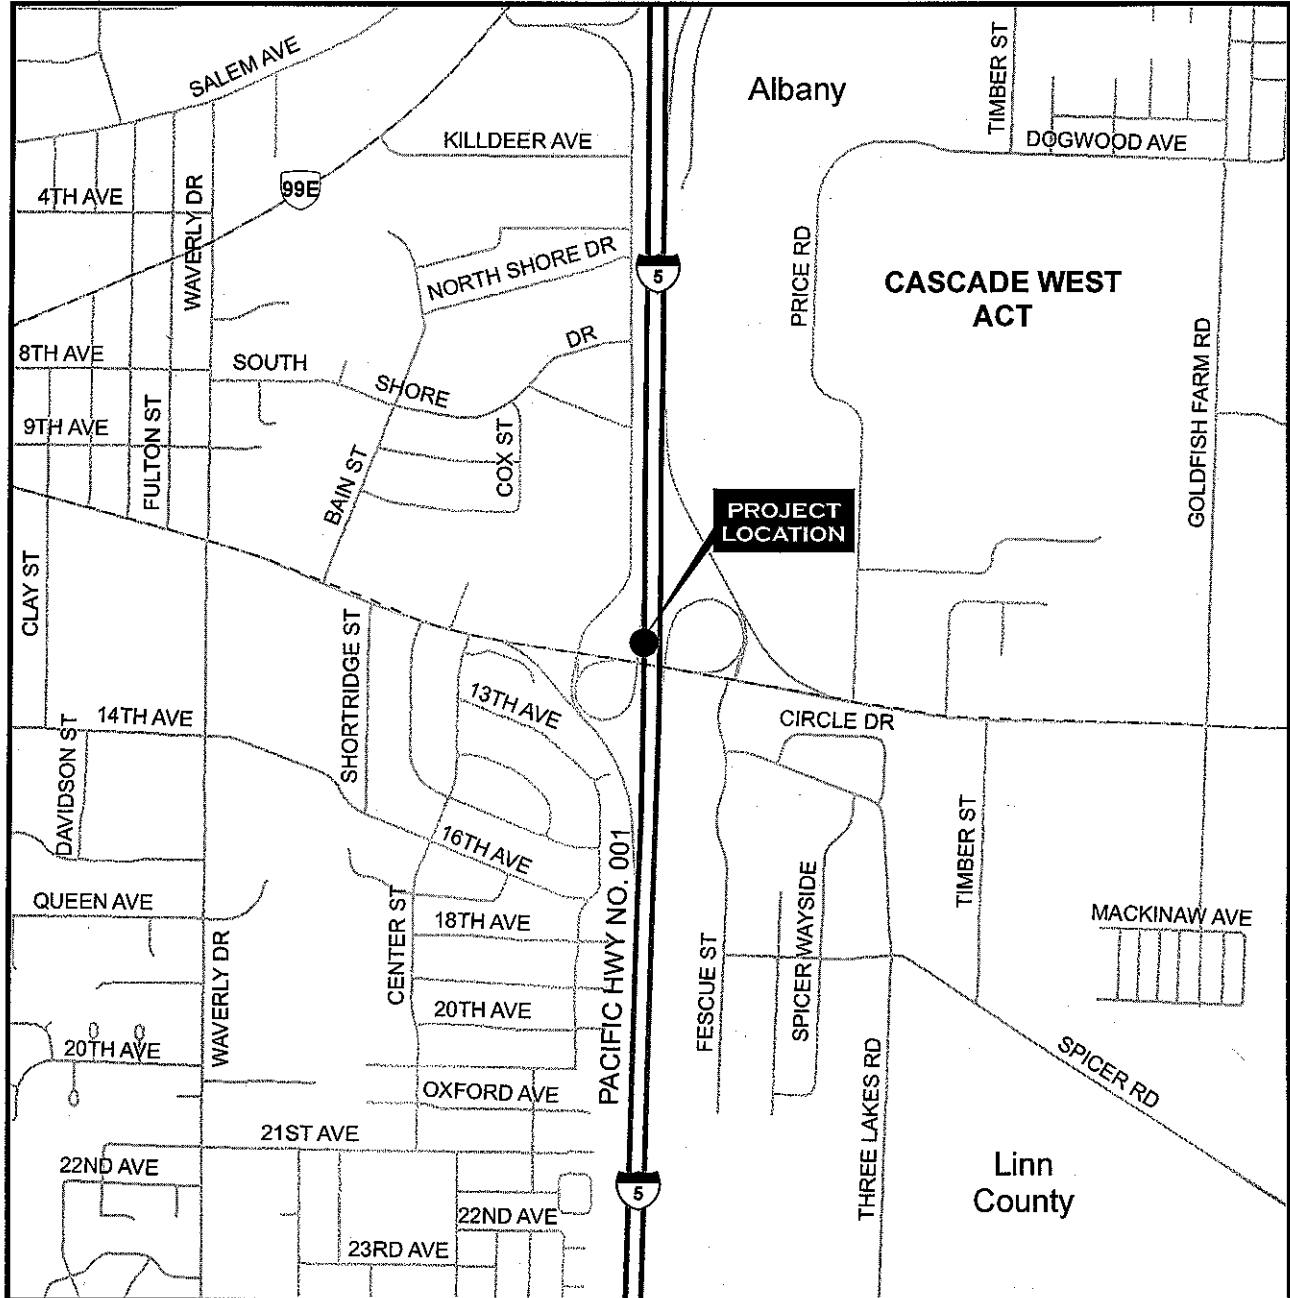 SALEM AVE
Albany
TIMBER ST
KILLDEER AVE
DOGWOOD AVE
99E
4TH AVE
WAVERLY DR
NORTH SHORE DR
5
PRICE RD
CASCADE WEST
ACT
8TH AVE
SOUTH
SHORE
DR
GOLDFISH FARM RD
9TH AVE
FULTON ST
BAIN ST
COX ST
PROJECT
LOCATION
CLAY ST
SHORTRIDGE ST
13TH AVE
14TH AVE
CIRCLE DR
DAVIDSON ST
16TH AVE
PACIFIC HWY NO. 001
TIMBER ST
QUEEN AVE
CENTER ST
18TH AVE
SPICER WAYSIDE
MACKINAW AVE
WAVERLY DR
FESCUE ST
20TH AVE
20TH AVE
SPICER RD
OXFORD AVE
THREE LAKES RD
21ST AVE
22ND AVE
Linn
County
5
22ND AVE
23RD AVE